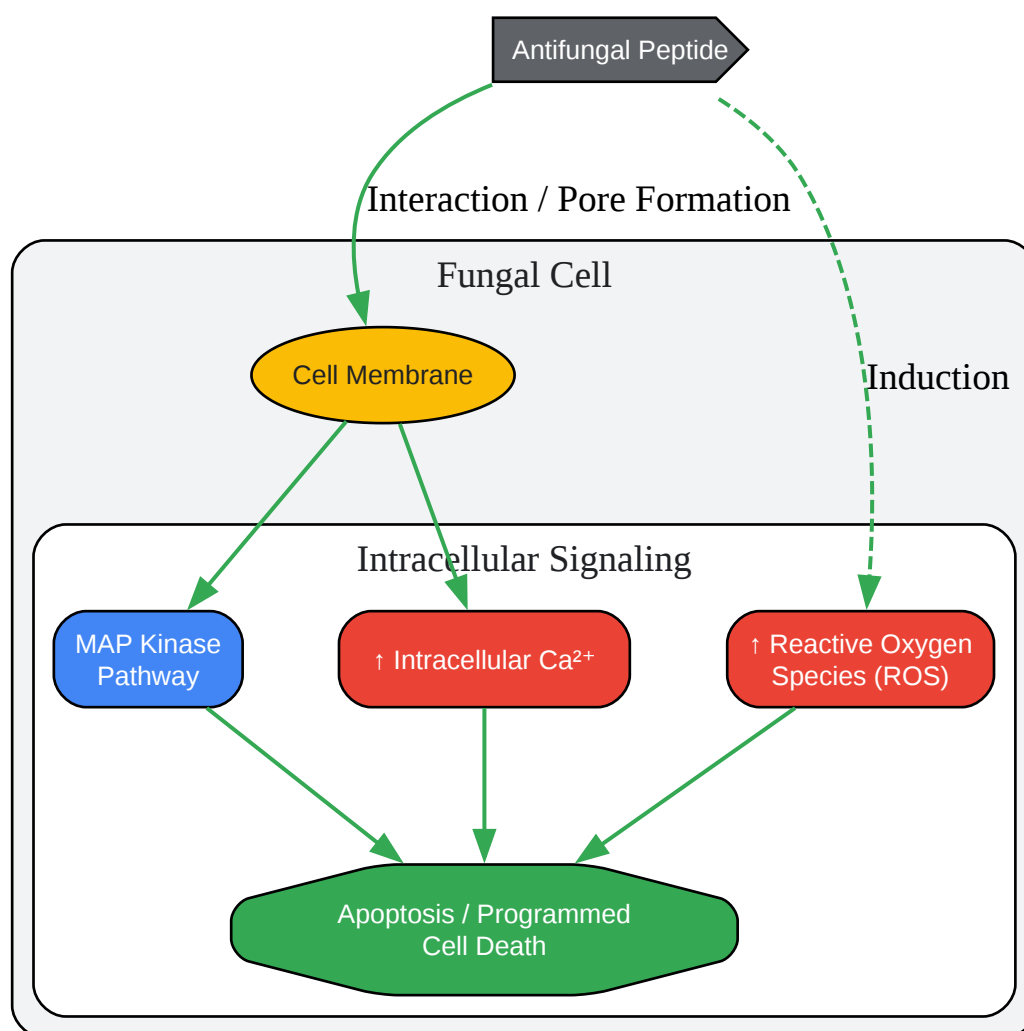 Antifungal Peptide
Interaction / Pore Formation
Fungal Cell
Cell Membrane
Induction
Intracellular Signaling
MAP Kinase
Pathway
↑ Intracellular Ca²⁺
↑ Reactive Oxygen
Species (ROS)
Apoptosis / Programmed
Cell Death